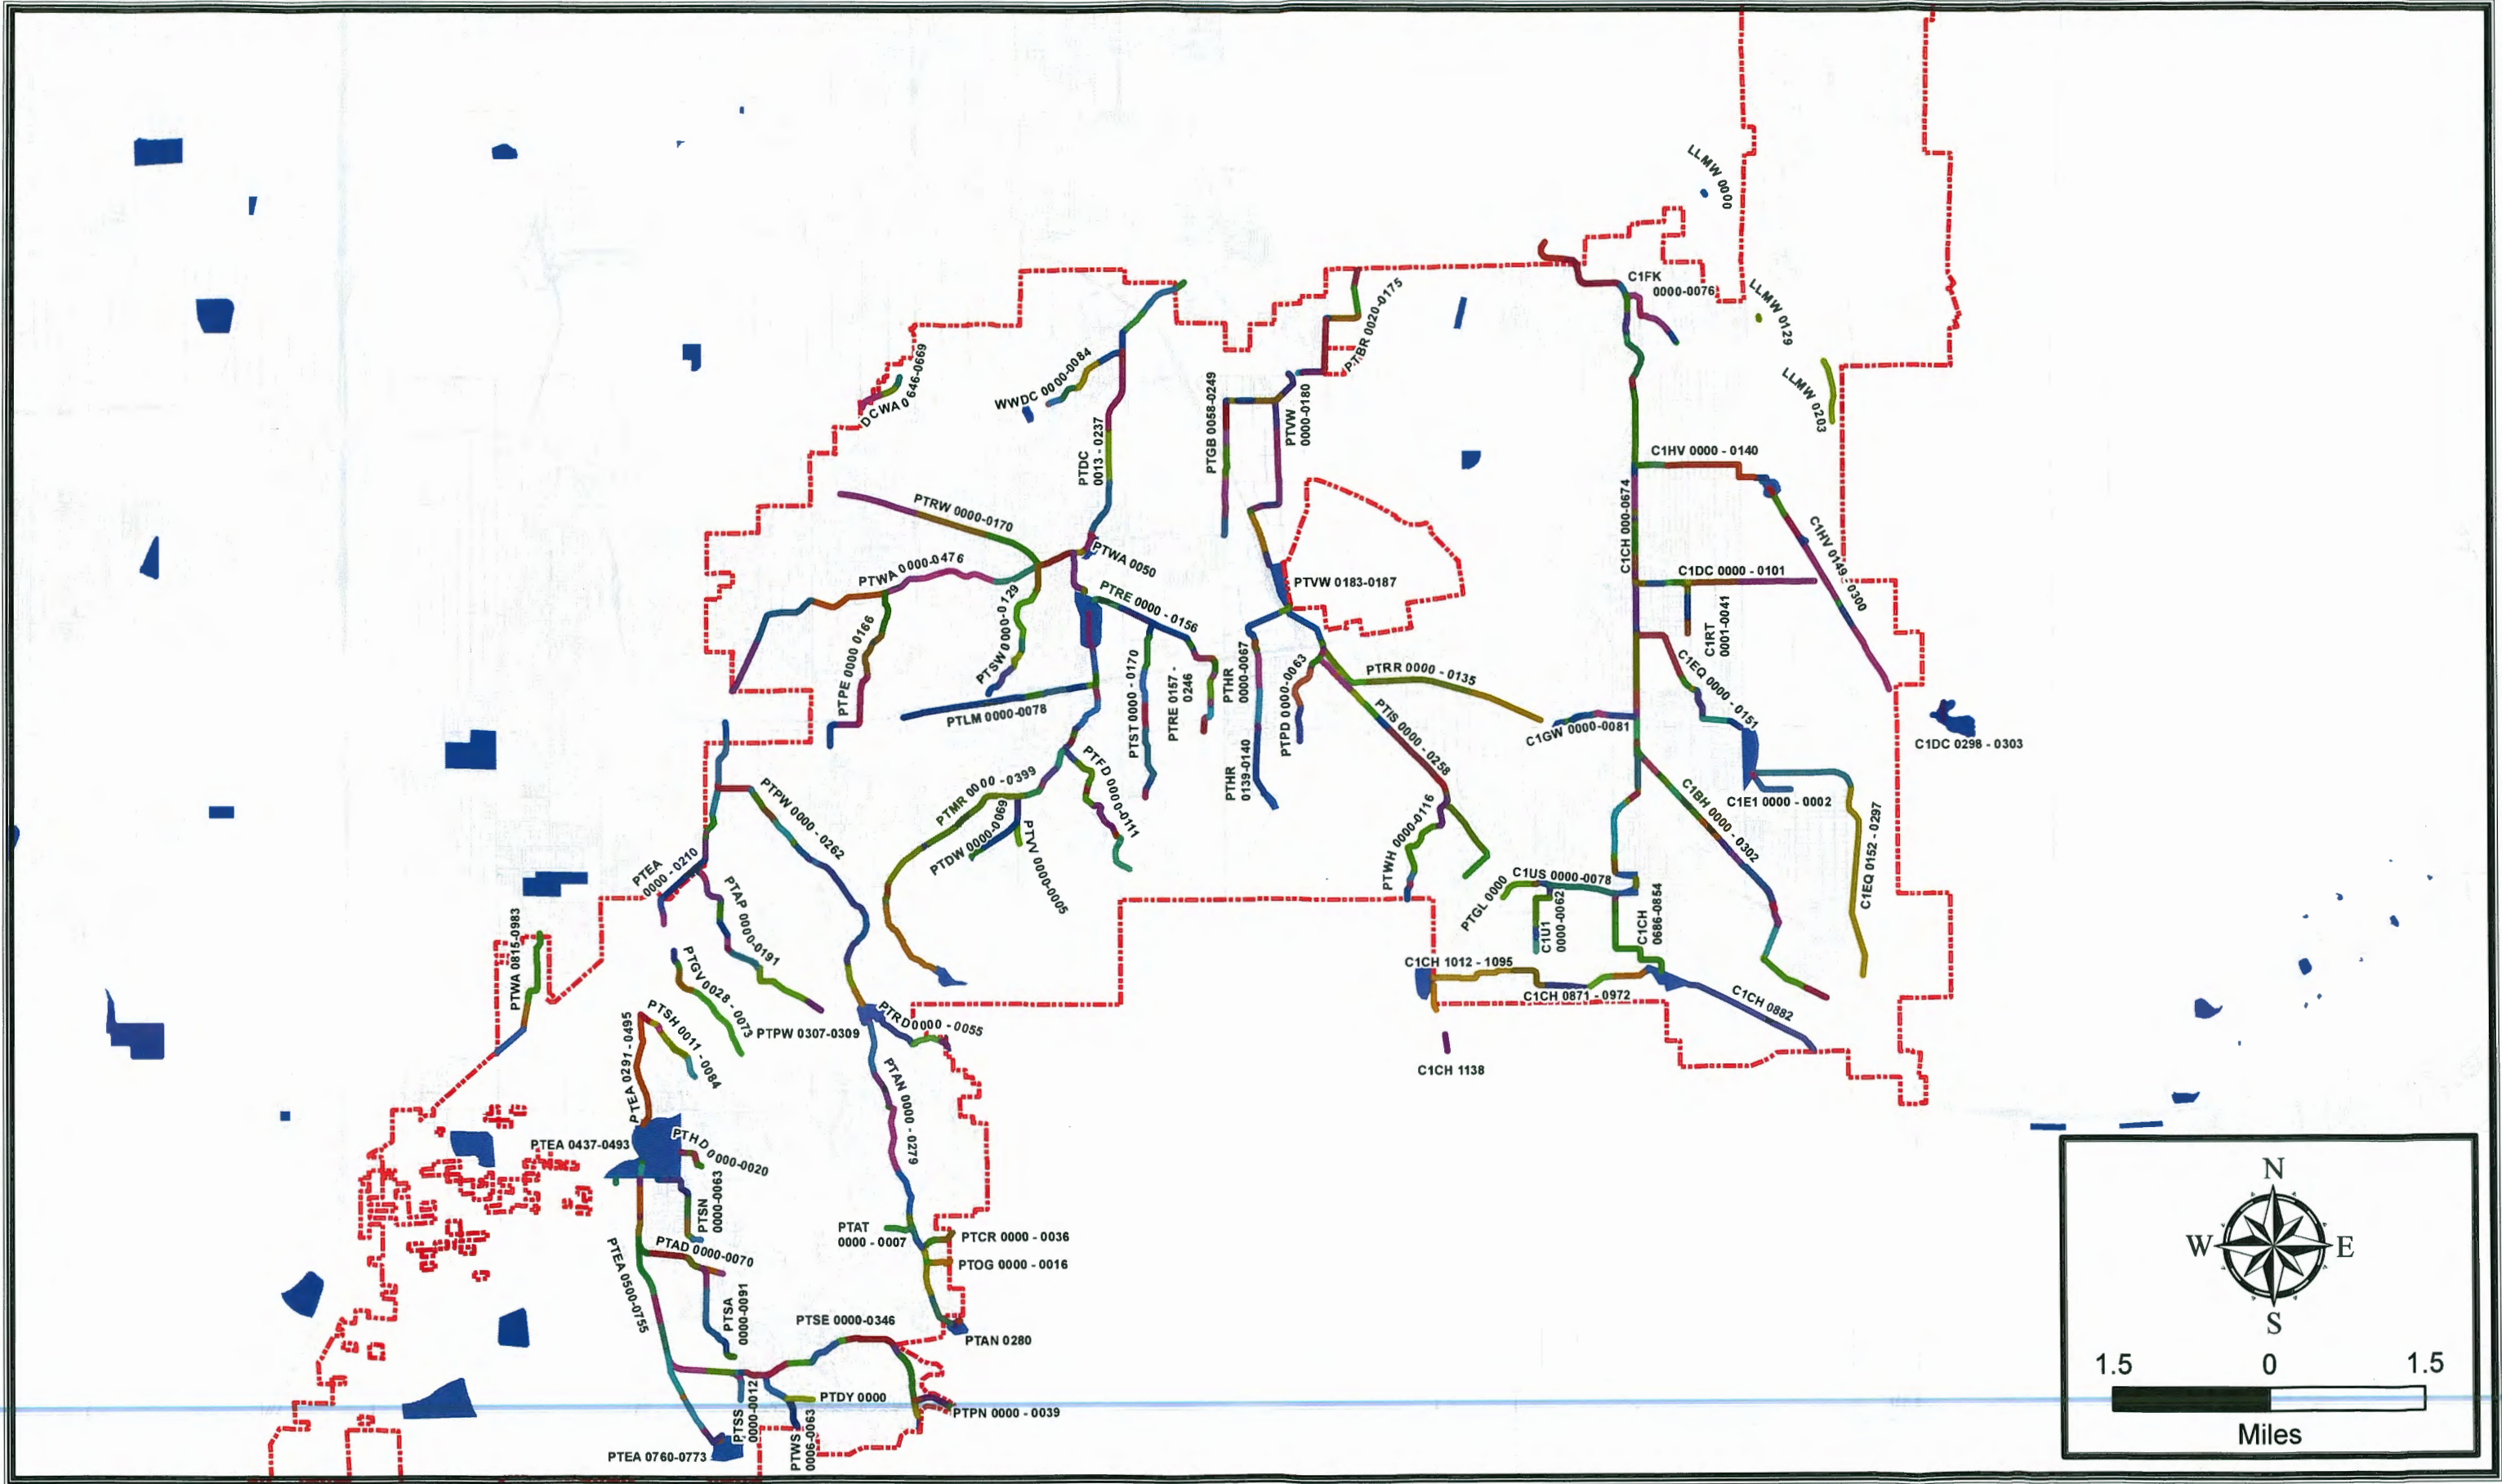 LLMW 0000
C1FK
0000-0076
LLMW 0129
PTBR 0020-0175
DCWA 0646-0669
WWDC 0000-0084
LLMW 0203
PTGB 0058-0249
PTVW
0000-0180
PTDC
0013 - 0237
C1HV 0000 - 0140
PTRW 0000-0170
C1CH 000-0674
C1HV 0149 - 0300
PTWA 0050
PTWA 0000-0476
C1DC 0000 - 0101
PTVW 0183-0187
PTRE 0000 - 0156
PTSW 0000-0129
C1RT
0001-0041
PTPE 0000 0166
PTHR
0000-0067
PTST 0000 - 0170
PTRE 0157 -
0246
PTPD 0000-0063
PTRR 0000 - 0135
C1EQ 0000 - 0151
PTLM 0000-0078
PTIS 0000 - 0258
C1GW 0000-0081
C1DC 0298 - 0303
PTHR
0139-0140
PTFD 0000-0111
PTMR 0000 -0399
PTPW 0000 - 0262
C1E1 0000 - 0002
C1BH 0000 - 0302
C1EQ 0152 - 0297
PTDW 0000-0069
PTVV 0000-0005
PTWH 0000-0116
PTEA
0000 - 0210
C1US 0000-0078
PTGL 0000
PTAP 0000-0191
C1U1
0000-0062
C1CH
0686-0854
PTWA 0815-0983
C1CH 1012 - 1095
C1CH 0871 - 0972
C1CH 0882
PTGV 0028 - 0073
PTPW 0307-0309
PTRD 0000 - 0055
PTSH 0011 - 0084
PTEA 0291-0495
C1CH 1138
PTAN 0000 - 0279
PTEA 0437-0493
PTHD 0000-0020
PTSN
0000-0063
PTAT
0000 - 0007
PTCR 0000 - 0036
PTAD 0000-0070
PTOG 0000 - 0016
PTEA 0500-0755
PTSA
0000-0091
PTSE 0000-0346
PTAN 0280
PTDY 0000
PTSS
0000-0012
PTPN 0000 - 0039
PTWS
0006-0063
PTEA 0760-0773
N
W
E
S
1.5
0
1.5
Miles